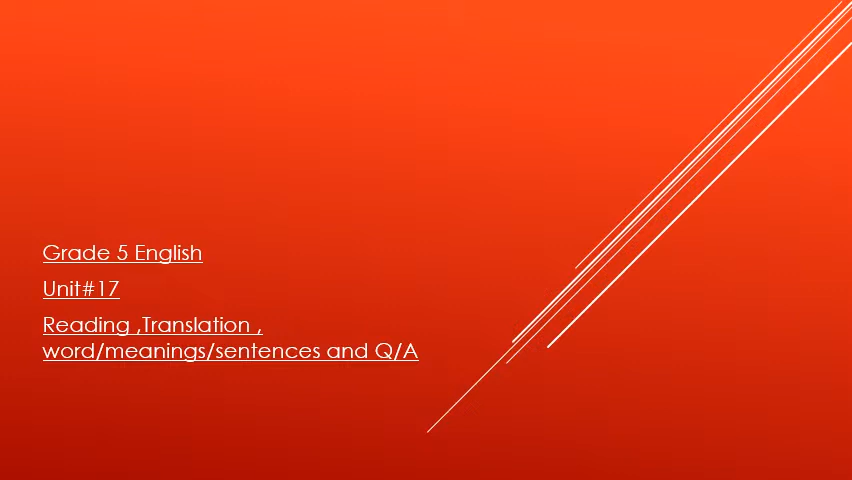 Grade 5 English
Unit#17
Reading ,Translation ,
word/meanings/sentences and Q/A